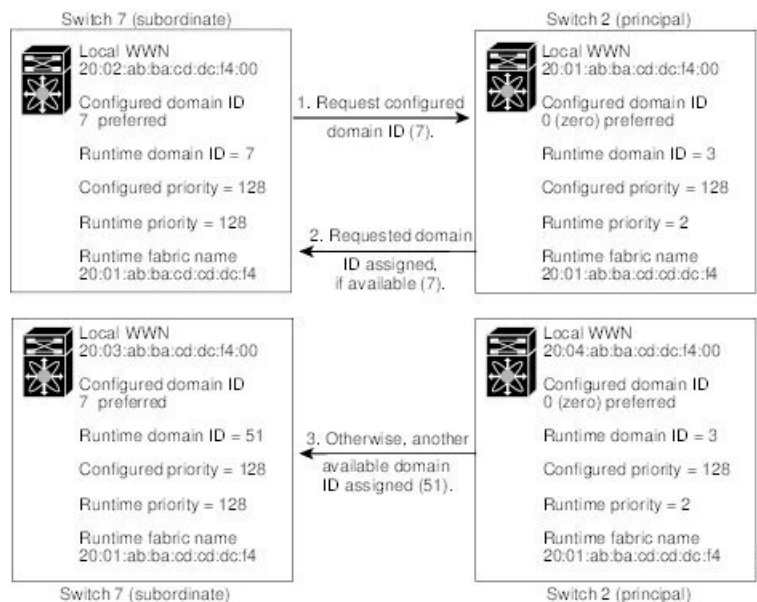 Switch 7 (subordinate)
Local WWN
20:02:ab:ba:cd:dc:f4:00
Configured domain ID
7 preferred
Runtime domain ID = 7
Configured priority = 128
Runtime priority = 128
Runtime fabric name
20:01:ab:ba:cd:cd:dc:f4
1. Request configured
domain ID (7).
2. Requested domain
ID assigned,
if available (7).
Switch 2 (principal)
Local WWN
20:01:ab:ba:cd:dc:f4:00
Configured domain ID
0 (zero) preferred
Runtime domain ID = 3
Configured priority = 128
Runtime priority = 2
Runtime fabric name
20:01:ab:ba:cd:cd:dc:f4
Local WWN
20:03:ab:ba:cd:dc:f4:00
Configured domain ID
7 preferred
Runtime domain ID = 51
Configured priority = 128
Runtime priority = 128
Runtime fabric name
20:01:ab:ba:cd:cd:dc:f4
Switch 7 (subordinate)
3. Otherwise, another
available domain
ID assigned (51).
Local WWN
20:04:ab:ba:cd:dc:f4:00
Configured domain ID
0 (zero) preferred
Runtime domain ID = 3
Configured priority = 128
Runtime priority = 2
Runtime fabric name
20:01:ab:ba:cd:cd:dc:f4
Switch 2 (principal)